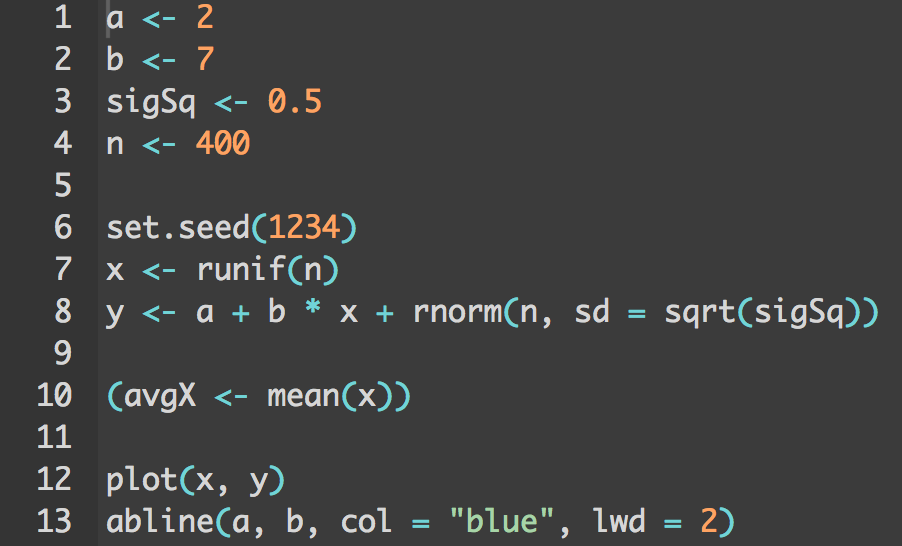 1 a <- 2
2 b <- 7
3 sigSq <- 0.5
4 n <- 400
5
6 set.seed(1234)
7 x <- runif(n)
8 y <- a + b * x + rnorm(n, sd = sqrt(sigSq))
9
10 (avgX <- mean(x))
11
12 plot(x, y)
13 abline(a, b, col = "blue", lwd = 2)